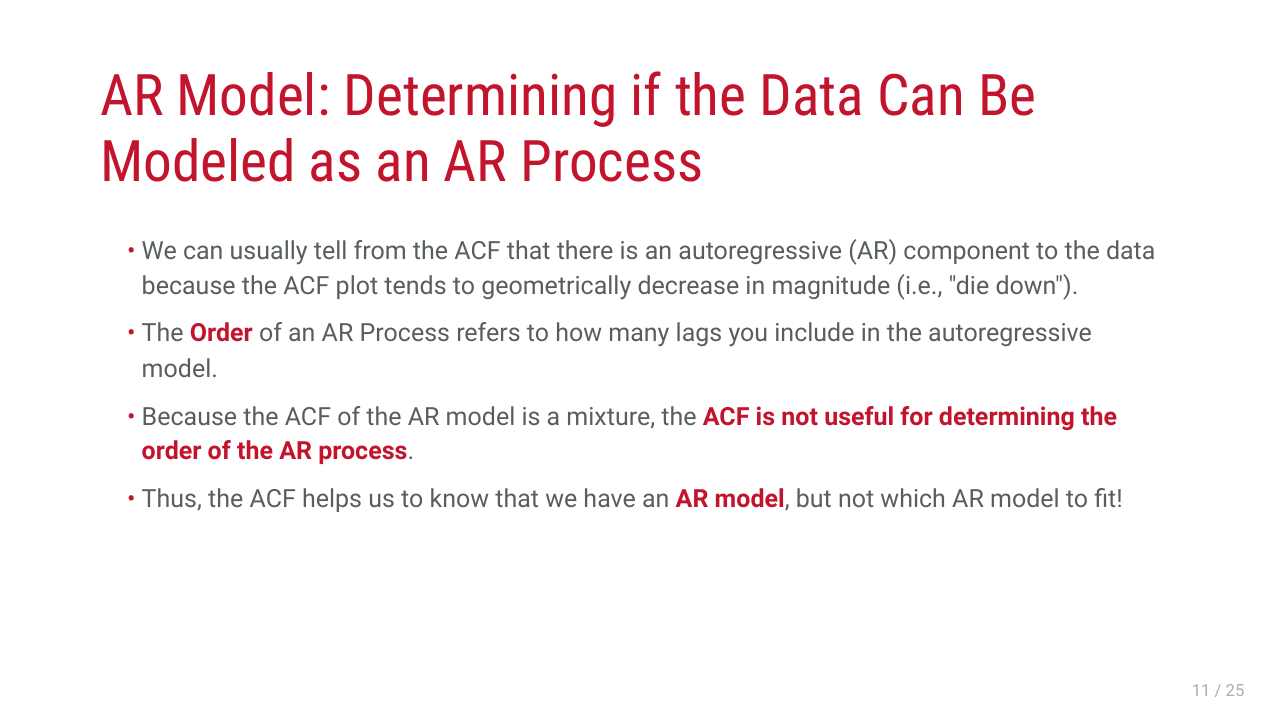 AR Model: Determining if the Data Can Be
Modeled as an AR Process
• We can usually tell from the ACF that there is an autoregressive (AR) component to the data
because the ACF plot tends to geometrically decrease in magnitude (i.e., "die down").
• The Order of an AR Process refers to how many lags you include in the autoregressive
model.
• Because the ACF of the AR model is a mixture, the ACF is not useful for determining the
order of the AR process.
• Thus, the ACF helps us to know that we have an AR model, but not which AR model to fit!
11 / 25